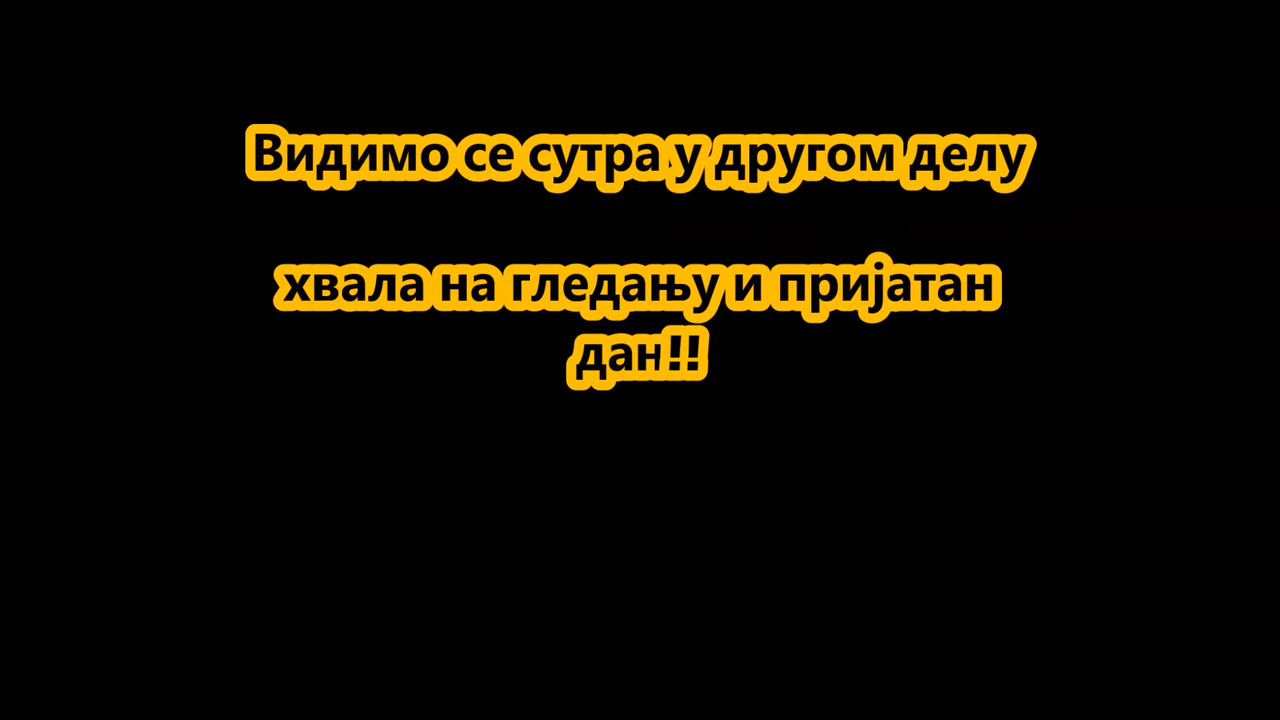 Видимо се сутра у другом делу
хвала на гледању и пријатан
дан!!